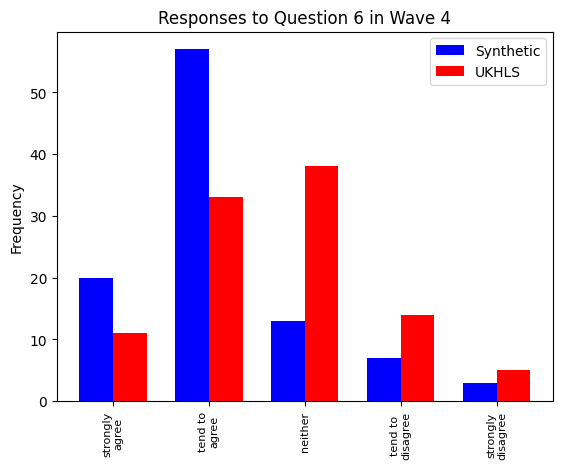 Responses to Question 6 in Wave 4
Synthetic
UKHLS
Frequency
50
40
30
20
10
0
strongly
agree
tend to
agree
neither
tend to
disagree
strongly
disagree